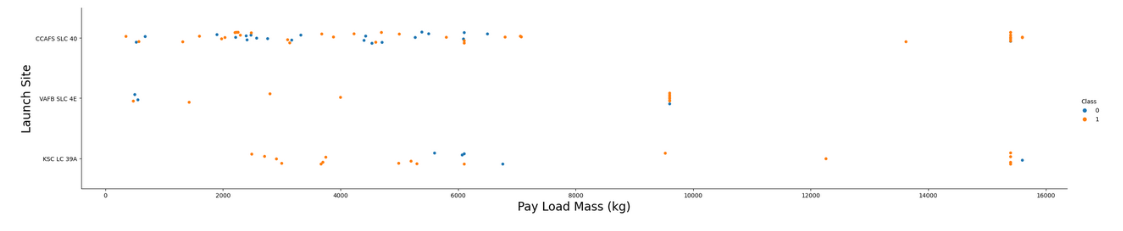 CCAFS SLC 40
VAFB SLC 4E
KSC LC 39A
Launch Site
Class
0
1
0 2000 4000 6000 8000 10000 12000 14000 16000
Pay Load Mass (kg)